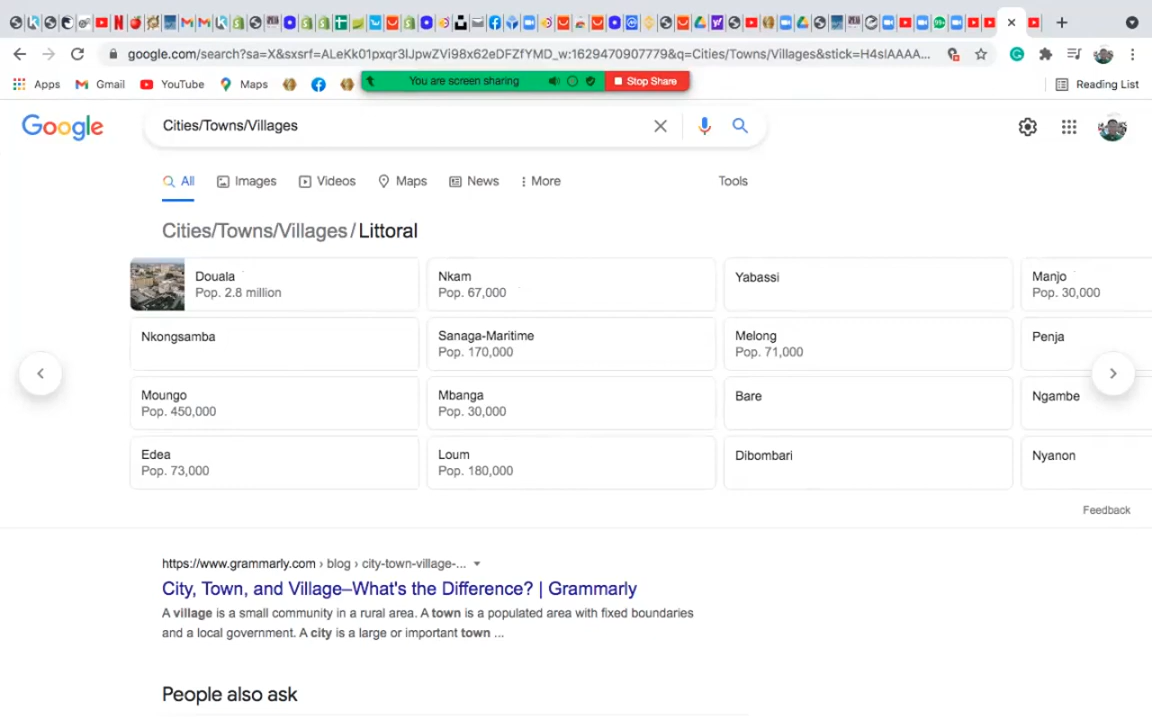 google.com/search?sa=X&sxsrf=ALeKk01pxqr3IJpwZVi98x62eDFZfYMD_w:1629470907779&q=Cities/Towns/Villages&stick=H4sIAAAA...
Apps Gmail YouTube Maps You are screen sharing Stop Share Reading List
Google Cities/Towns/Villages
All Images Videos Maps News More Tools
Cities/Towns/Villages / Littoral
Douala
Pop. 2.8 million
Nkam
Pop. 67,000
Yabassi
Manjo
Pop. 30,000
Nkongsamba
Sanaga-Maritime
Pop. 170,000
Melong
Pop. 71,000
Penja
Moungo
Pop. 450,000
Mbanga
Pop. 30,000
Bare
Ngambe
Edea
Pop. 73,000
Loum
Pop. 180,000
Dibombari
Nyanon
Feedback
https://www.grammarly.com › blog › city-town-village-...
City, Town, and Village–What's the Difference? | Grammarly
A village is a small community in a rural area. A town is a populated area with fixed boundaries
and a local government. A city is a large or important town ...
People also ask